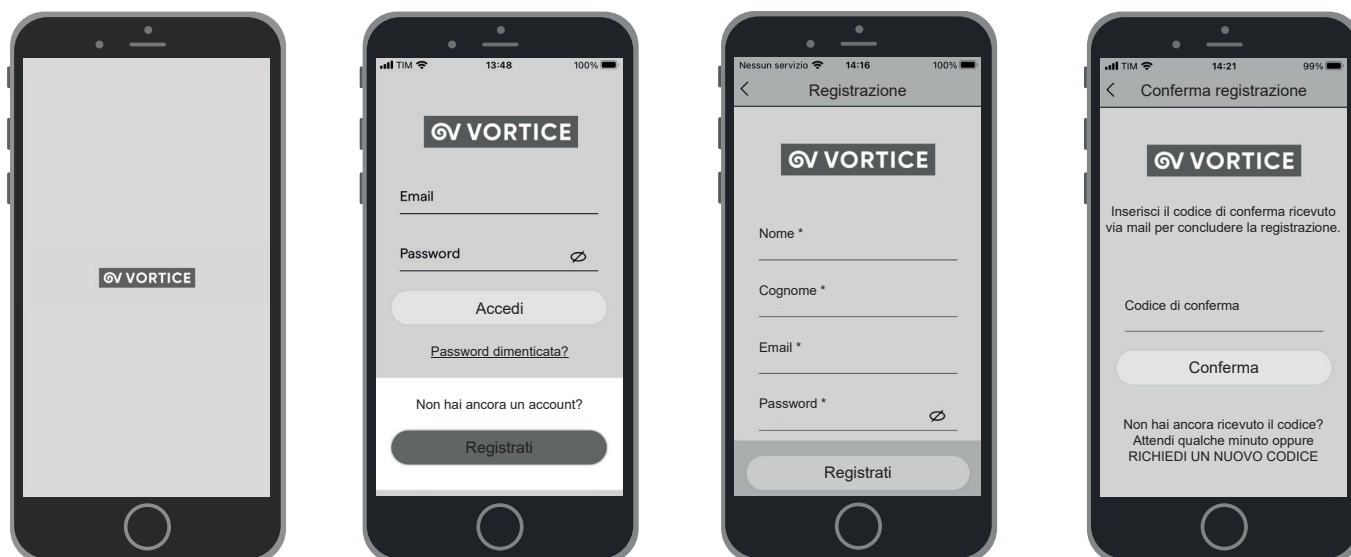 VORTICE
TIM
13:48
100%
VORTICE
Email
Password
Accedi
Password dimenticata?
Non hai ancora un account?
Registrati
Nessun servizio
14:16
100%
Registrazione
VORTICE
Nome *
Cognome *
Email *
Password *
Registrati
TIM
14:21
99%
Conferma registrazione
VORTICE
Inserisci il codice di conferma ricevuto
via mail per concludere la registrazione.
Codice di conferma
Conferma
Non hai ancora ricevuto il codice?
Attendi qualche minuto oppure
RICHIEDI UN NUOVO CODICE